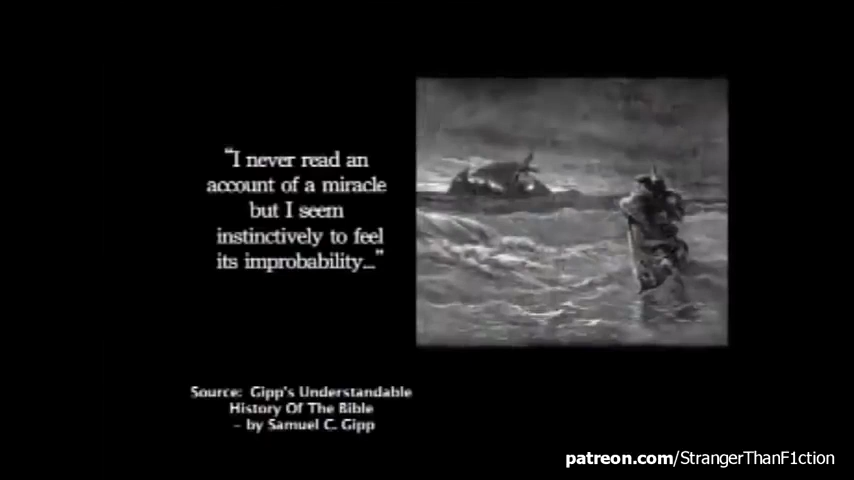 "I never read an
account of a miracle
but I seem
instinctively to feel
its improbability..."
Source: Gipp's Understandable
History Of The Bible
– by Samuel C. Gipp
patreon.com/StrangerThanF1ction